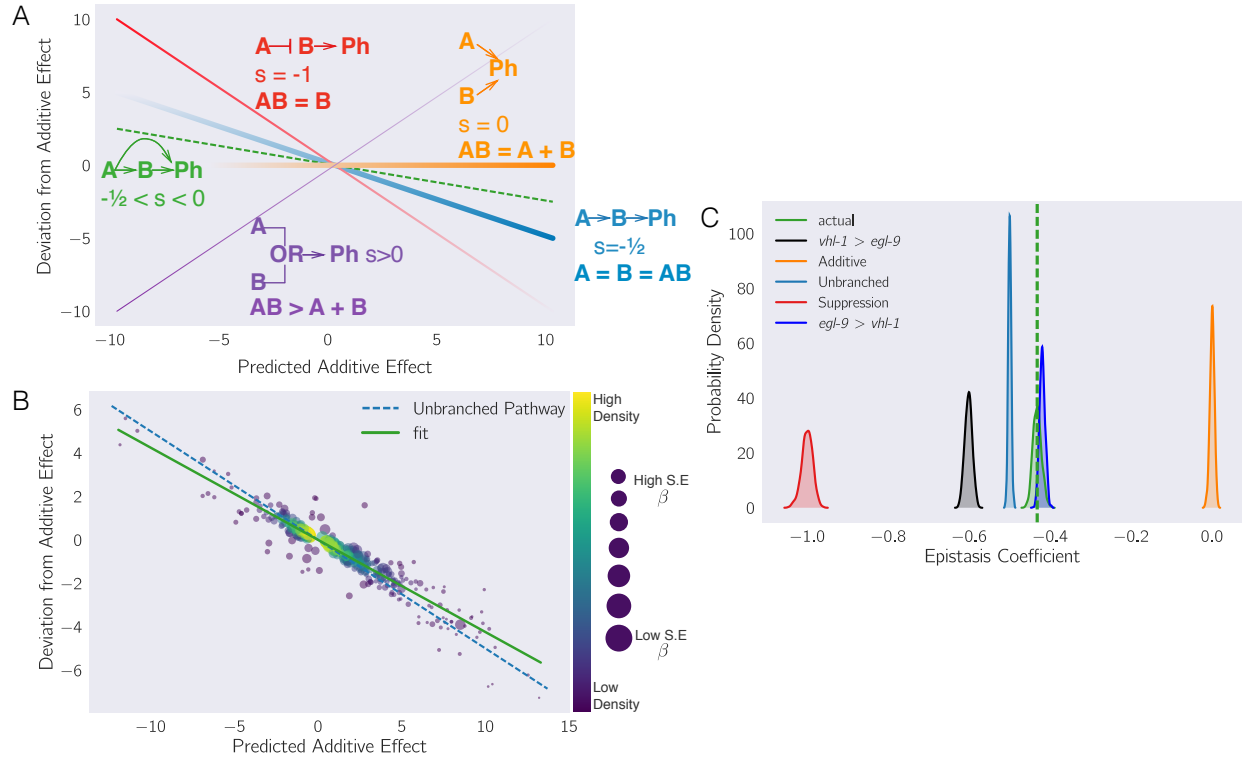 A
Deviation from Additive Effect
10
5
0
−5
−10
−10
−5
0
5
10
Predicted Additive Effect
A B Ph
s = -1
AB = B
A
Ph
B
s = 0
AB = A + B
A B Ph
-½ < s < 0
A
OR Ph s>0
B
AB > A + B
A B Ph
s=-½
A = B = AB
B
Deviation from Additive Effect
6
4
2
0
−2
−4
−6
−10
−5
0
5
10
15
Predicted Additive Effect
Unbranched Pathway
fit
High
Density
Low
Density
High S.E
β
Low S.E
β
C
Probability Density
100
80
60
40
20
0
−1.0
−0.8
−0.6
−0.4
−0.2
0.0
Epistasis Coefficient
actual
vhl-1 > egl-9
Additive
Unbranched
Suppression
egl-9 > vhl-1